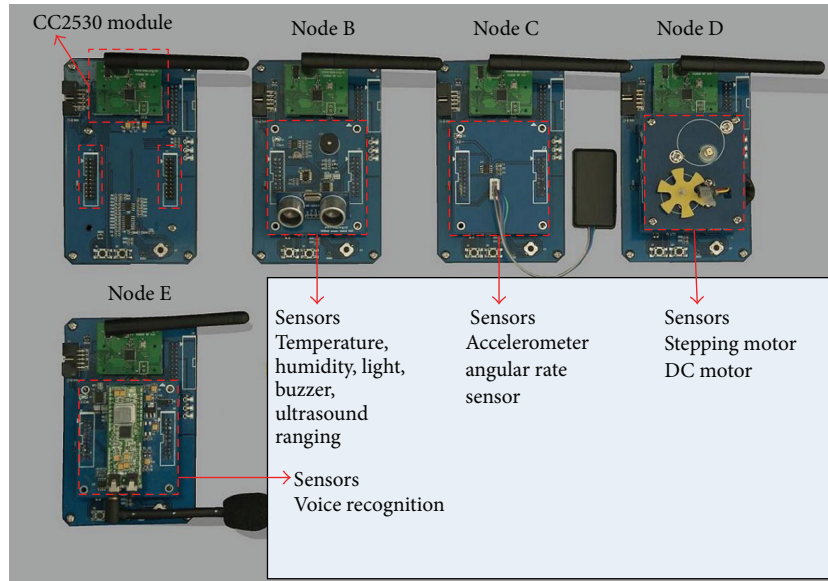 CC2530 module
Node B
Node C
Node D
Sensors
Temperature,
humidity, light,
buzzer,
ultrasound
ranging
Sensors
Accelerometer
angular rate
sensor
Sensors
Stepping motor
DC motor
Node E
Sensors
Voice recognition